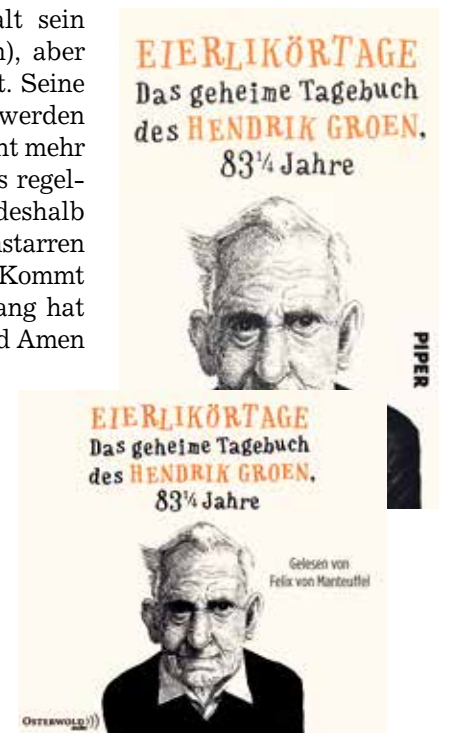 alt sein
n), aber
t. Seine
werden
nt mehr
s regel-
deshalb
nstarren
Kommt
ang hat
d Amen
EIERLIKÖRTAGE
Das geheime Tagebuch
des HENDRIK GROEN,
83¼ Jahre
PIPER
EIERLIKÖRTAGE
Das geheime Tagebuch
des HENDRIK GROEN,
83¼ Jahre
Gelesen von
Felix von Manteuffel
OSTERWOLD